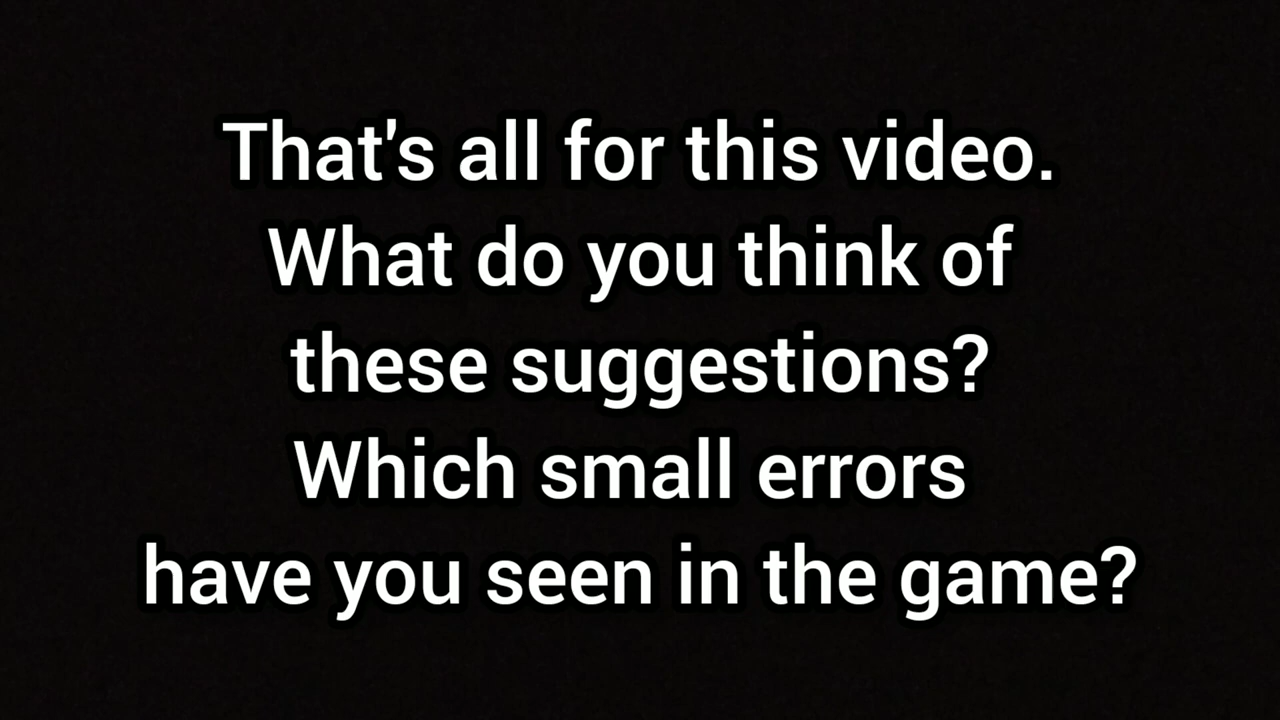 That's all for this video.
What do you think of
these suggestions?
Which small errors
have you seen in the game?